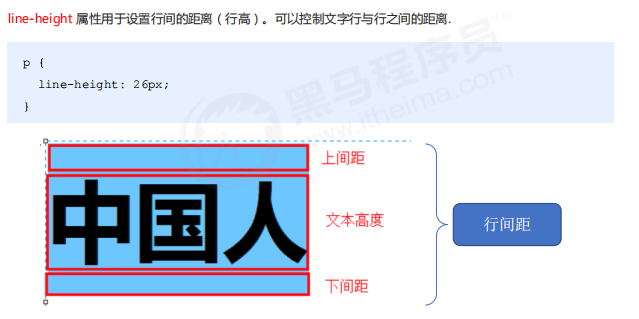 line-height 属性用于设置行间的距离（行高）。可以控制文字行与行之间的距离.
p {
line-height: 26px;
}
黑马程序员™
www.itheima.com
上间距
中国人
文本高度
行间距
下间距